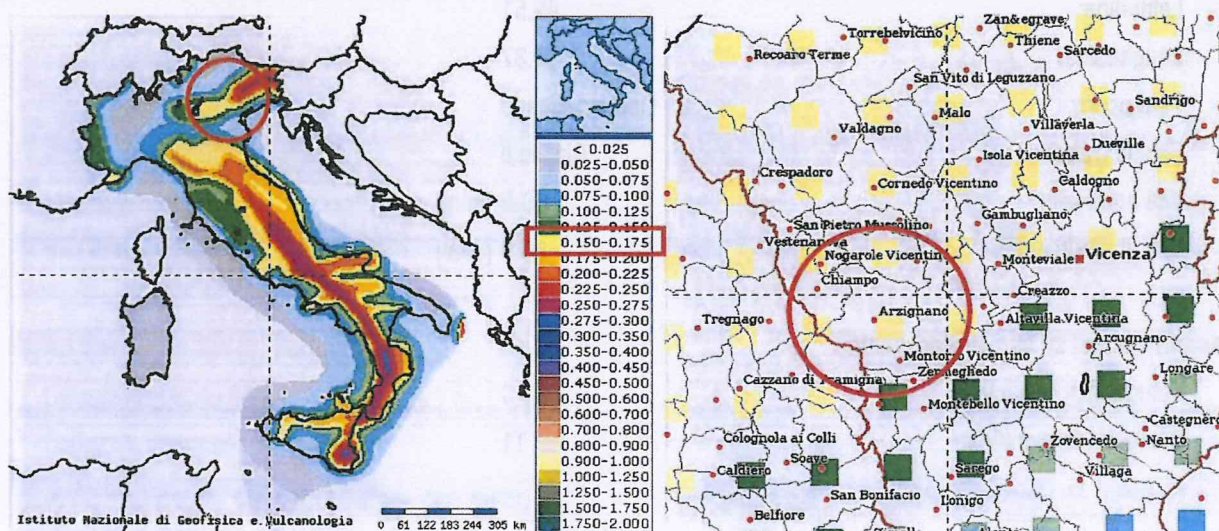 Istituto Nazionale di Geofisica e Vulcanologia
0 61 122 183 244 305 km
< 0.025
0.025-0.050
0.050-0.075
0.075-0.100
0.100-0.125
0.150-0.175
0.175-0.200
0.200-0.225
0.225-0.250
0.250-0.275
0.275-0.300
0.300-0.350
0.350-0.400
0.400-0.450
0.450-0.500
0.500-0.600
0.600-0.700
0.700-0.800
0.800-0.900
0.900-1.000
1.000-1.250
1.250-1.500
1.500-1.750
1.750-2.000
Zan&egrave
Torrebelvicino
Thiene
Recoaro Terme
Sarcedo
San Vito di Leguzzano
Sandrigo
Malo
Valdagno
Villaverla
Dueville
Isola Vicentina
Crespadoro
Cornedo Vicentino
Caldogno
San Pietro Mussolino
Gambugliano
Vestenanova
Nogarole Vicentin
Monteviale
Vicenza
Chiampo
Creazzo
Tregnago
Arzignano
Altavilla Vicentina
Arcugnano
Montorso Vicentino
Longare
Cazzano di Tramigna
Zermeghedo
Montebello Vicentino
Castegnero
Colognola ai Colli
Zovencedo
Nanto
Soave
Caldiero
Sarego
Villaga
San Bonifacio
Lonigo
Belfiore